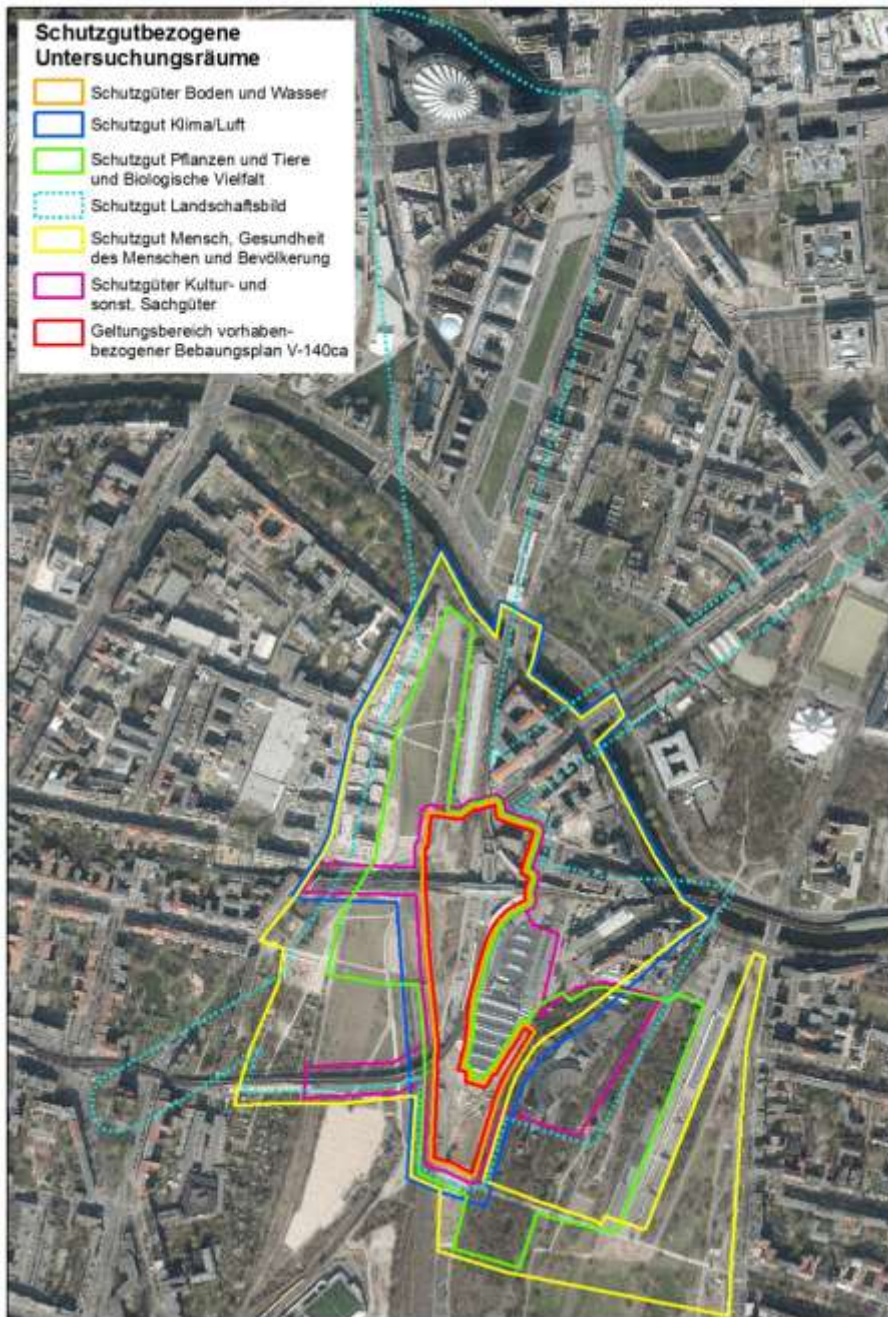 Schutzgutbezogene
Untersuchungsräume
Schutzgüter Boden und Wasser
Schutzgut Klima/Luft
Schutzgut Pflanzen und Tiere
und Biologische Vielfalt
Schutzgut Landschaftsbild
Schutzgut Mensch, Gesundheit
des Menschen und Bevölkerung
Schutzgüter Kultur- und
sonst. Sachgüter
Geltungsbereich vorhaben-
bezogener Bebaungsplan V-140ca